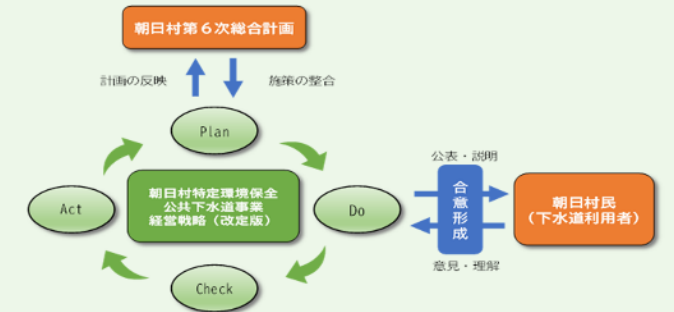 朝日村第６次総合計画
計画の反映
施策の整合
Plan
公表・説明
朝日村特定環境保全
公共下水道事業
経営戦略（改定版）
Act
Do
合意形成
朝日村民
（下水道利用者）
意見・理解
Check